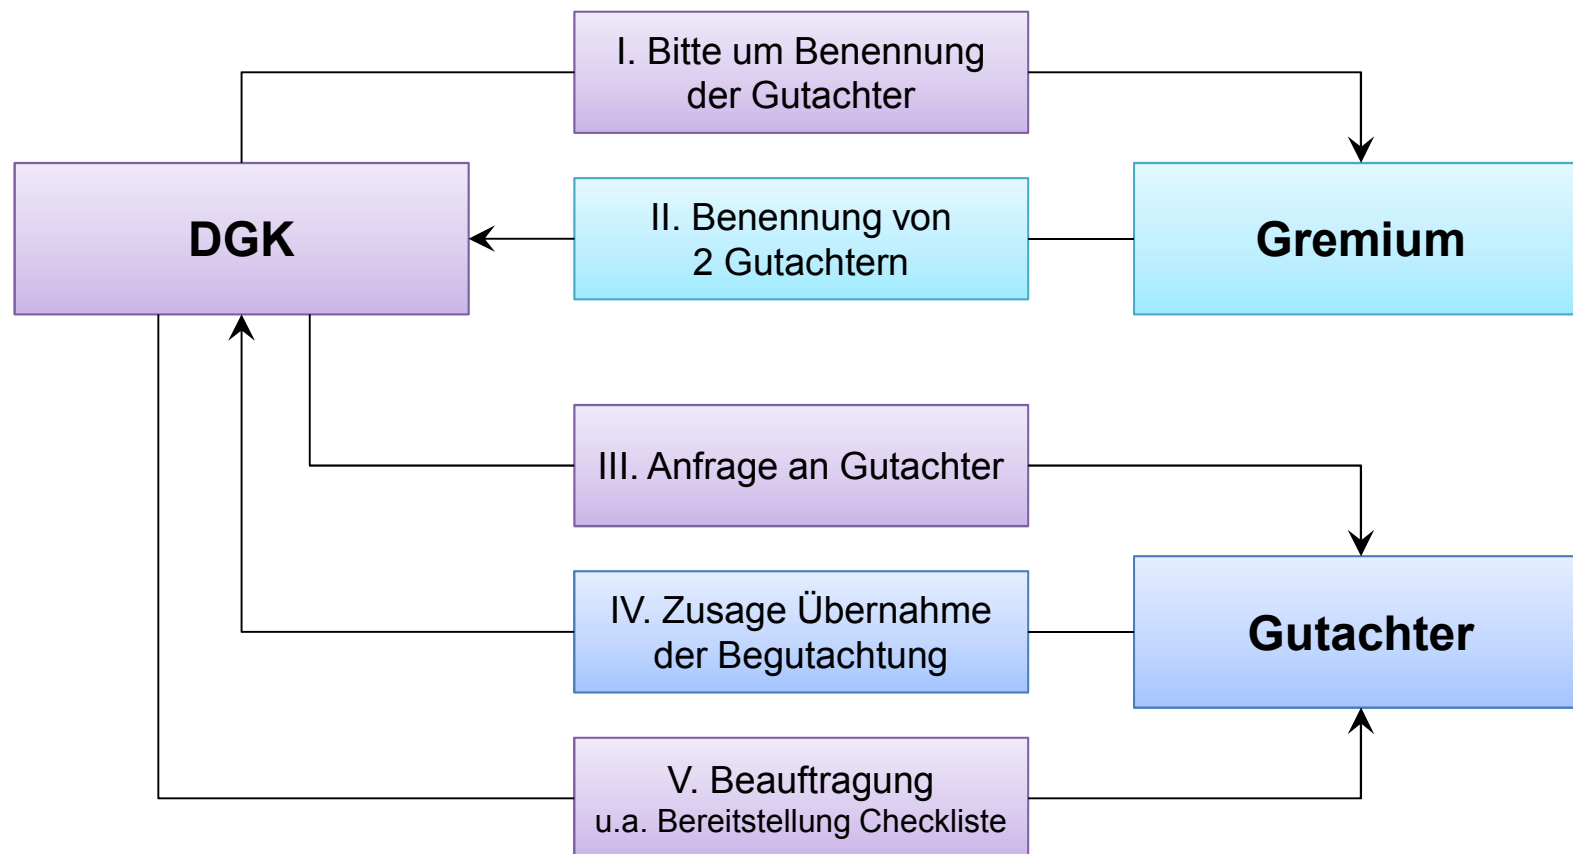 I. Bitte um Benennung
der Gutachter
DGK
II. Benennung von
2 Gutachtern
Gremium
III. Anfrage an Gutachter
IV. Zusage Übernahme
der Begutachtung
Gutachter
V. Beauftragung
u.a. Bereitstellung Checkliste